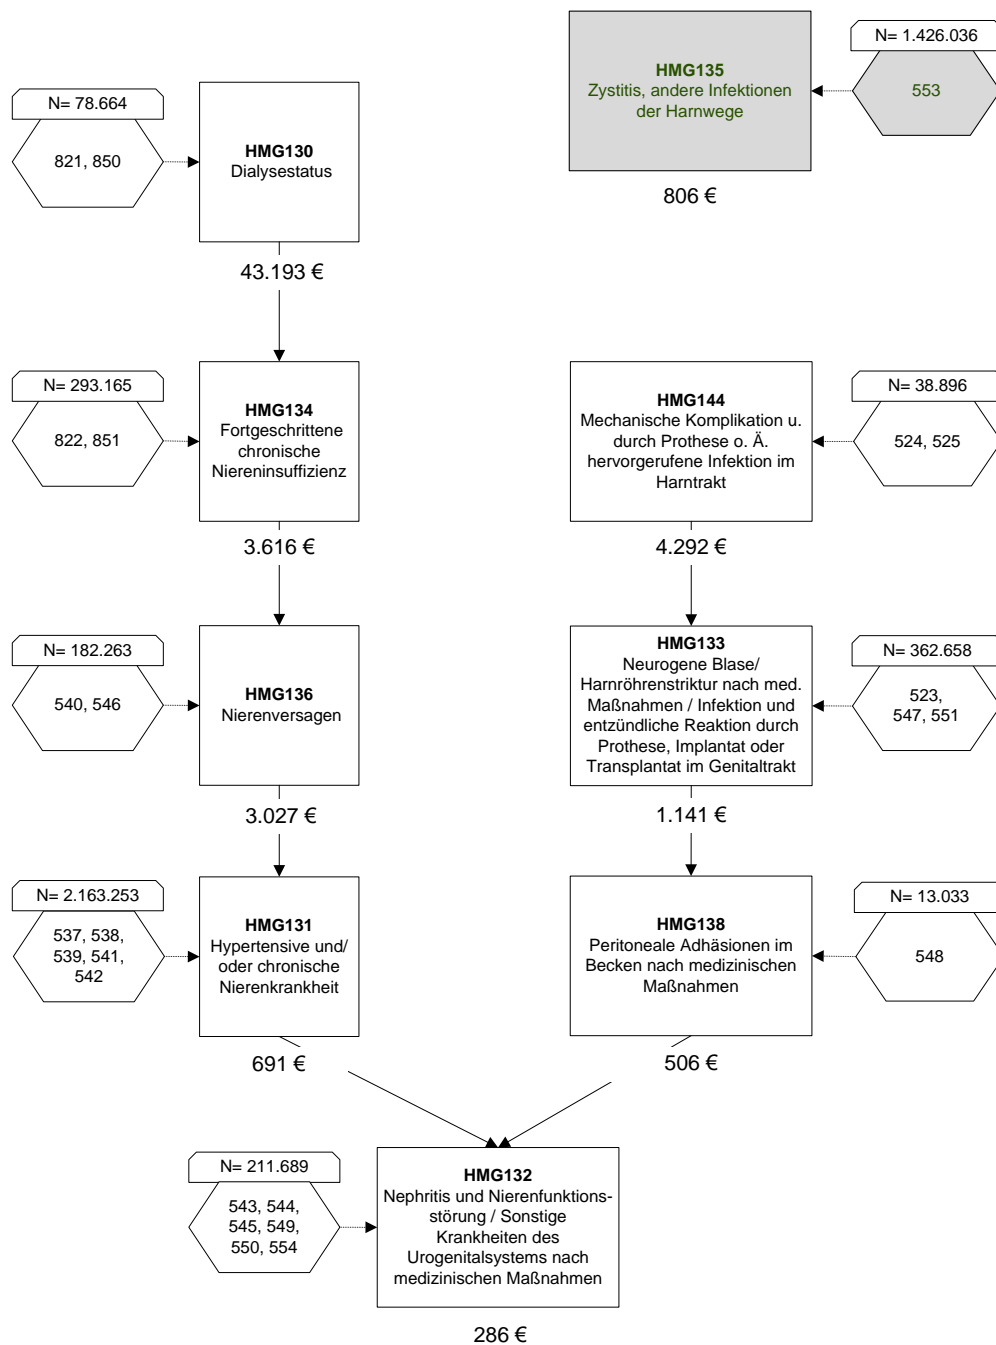 N= 78.664
821, 850
HMG130
Dialysestatus
43.193 €
HMG135
Zystitis, andere Infektionen
der Harnwege
806 €
N= 1.426.036
553
N= 293.165
822, 851
HMG134
Fortgeschrittene
chronische
Niereninsuffizienz
3.616 €
HMG144
Mechanische Komplikation u.
durch Prothese o. Ä.
hervorgerufene Infektion im
Harntrakt
4.292 €
N= 38.896
524, 525
N= 182.263
540, 546
HMG136
Nierenversagen
3.027 €
HMG133
Neurogene Blase/
Harnröhrenstriktur nach med.
Maßnahmen / Infektion und
entzündliche Reaktion durch
Prothese, Implantat oder
Transplantat im Genitaltrakt
1.141 €
N= 362.658
523,
547, 551
N= 2.163.253
537, 538,
539, 541,
542
HMG131
Hypertensive und/
oder chronische
Nierenkrankheit
691 €
HMG138
Peritoneale Adhäsionen im
Becken nach medizinischen
Maßnahmen
506 €
N= 13.033
548
N= 211.689
543, 544,
545, 549,
550, 554
HMG132
Nephritis und Nierenfunktions-
störung / Sonstige
Krankheiten des
Urogenitalsystems nach
medizinischen Maßnahmen
286 €